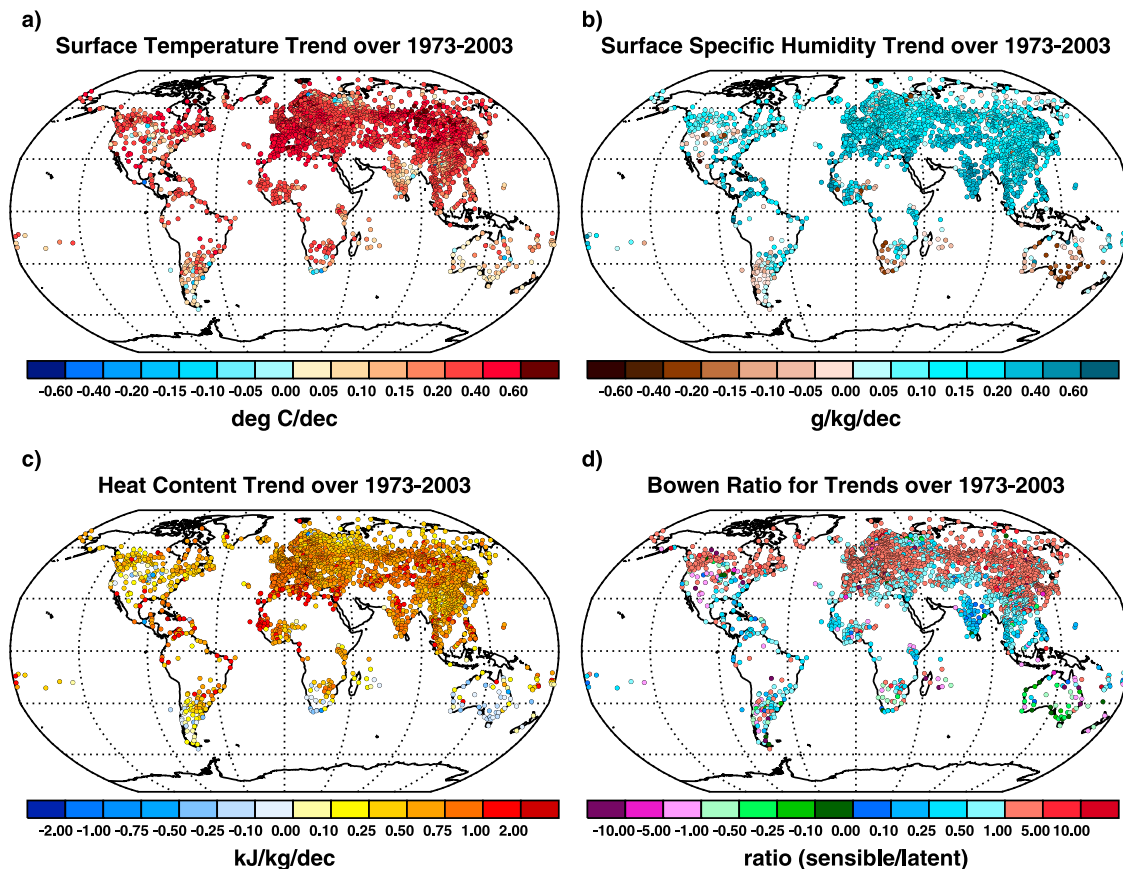 a)
Surface Temperature Trend over 1973-2003
-0.60 -0.40 -0.20 -0.15 -0.10 -0.05 0.00 0.05 0.10 0.15 0.20 0.40 0.60
deg C/dec
b)
Surface Specific Humidity Trend over 1973-2003
-0.60 -0.40 -0.20 -0.15 -0.10 -0.05 0.00 0.05 0.10 0.15 0.20 0.40 0.60
g/kg/dec
c)
Heat Content Trend over 1973-2003
-2.00 -1.00 -0.75 -0.50 -0.25 -0.10 0.00 0.10 0.25 0.50 0.75 1.00 2.00
kJ/kg/dec
d)
Bowen Ratio for Trends over 1973-2003
-10.00 -5.00 -1.00 -0.50 -0.25 -0.10 0.00 0.10 0.25 0.50 1.00 5.00 10.00
ratio (sensible/latent)